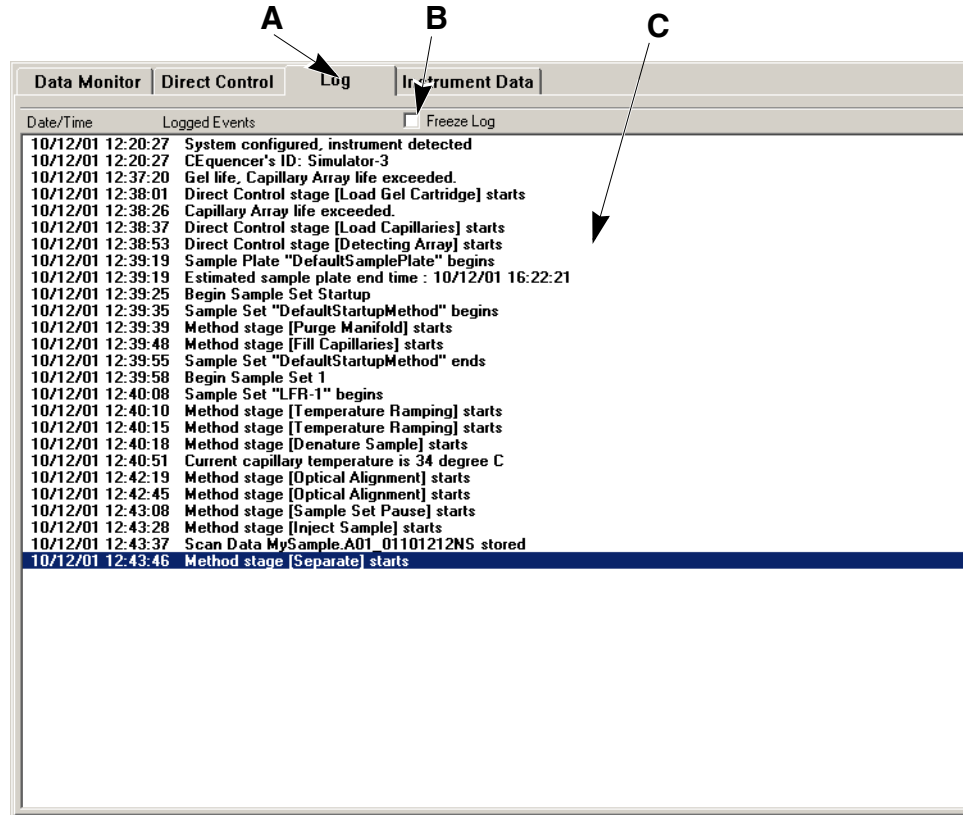 A B C
Data Monitor Direct Control Log Instrument Data
Date/Time Logged Events Freeze Log
10/12/01 12:20:27 System configured, instrument detected
10/12/01 12:20:27 CEquencer's ID: Simulator-3
10/12/01 12:37:20 Gel life, Capillary Array life exceeded.
10/12/01 12:38:01 Direct Control stage [Load Gel Cartridge] starts
10/12/01 12:38:26 Capillary Array life exceeded.
10/12/01 12:38:37 Direct Control stage [Load Capillaries] starts
10/12/01 12:38:53 Direct Control stage [Detecting Array] starts
10/12/01 12:39:19 Sample Plate "DefaultSamplePlate" begins
10/12/01 12:39:19 Estimated sample plate end time : 10/12/01 16:22:21
10/12/01 12:39:25 Begin Sample Set Startup
10/12/01 12:39:35 Sample Set "DefaultStartupMethod" begins
10/12/01 12:39:39 Method stage [Purge Manifold] starts
10/12/01 12:39:48 Method stage [Fill Capillaries] starts
10/12/01 12:39:55 Sample Set "DefaultStartupMethod" ends
10/12/01 12:39:58 Begin Sample Set 1
10/12/01 12:40:08 Sample Set "LFR-1" begins
10/12/01 12:40:10 Method stage [Temperature Ramping] starts
10/12/01 12:40:15 Method stage [Temperature Ramping] starts
10/12/01 12:40:18 Method stage [Denature Sample] starts
10/12/01 12:40:51 Current capillary temperature is 34 degree C
10/12/01 12:42:19 Method stage [Optical Alignment] starts
10/12/01 12:42:45 Method stage [Optical Alignment] starts
10/12/01 12:43:08 Method stage [Sample Set Pause] starts
10/12/01 12:43:28 Method stage [Inject Sample] starts
10/12/01 12:43:37 Scan Data MySample.A01_01101212NS stored
10/12/01 12:43:46 Method stage [Separate] starts